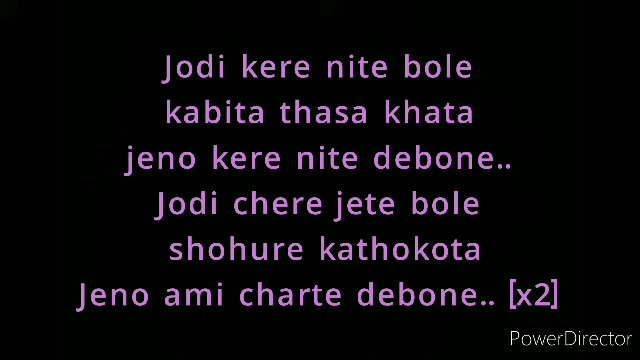 Jodi kere nite bole
kabita thasa khata
jeno kere nite debone..
Jodi chere jete bole
shohure kathokota
Jeno ami charte debone.. [x2]
PowerDirector